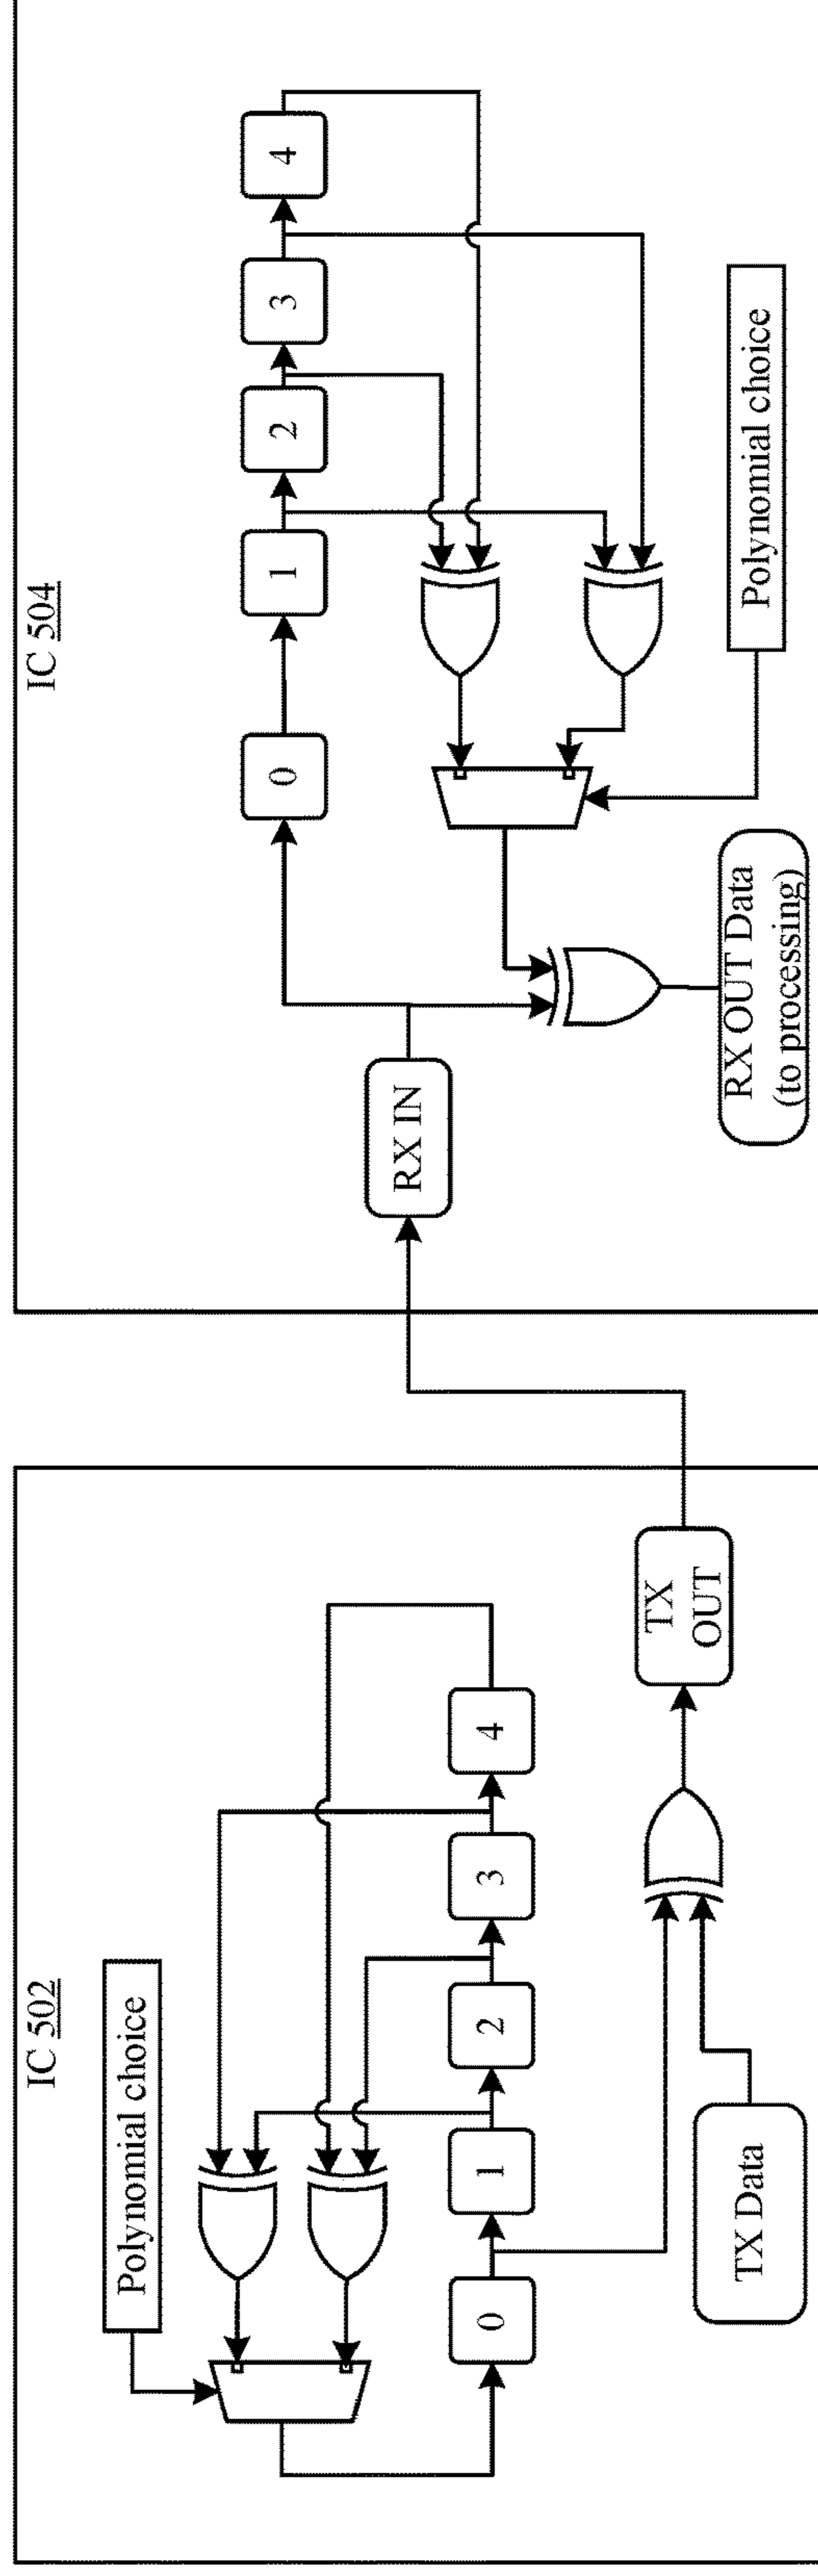 IC 502
Polynomial choice
0
1
2
3
4
TX Data
TX
OUT
IC 504
RX IN
0
1
2
3
4
Polynomial choice
RX OUT Data
(to processing)